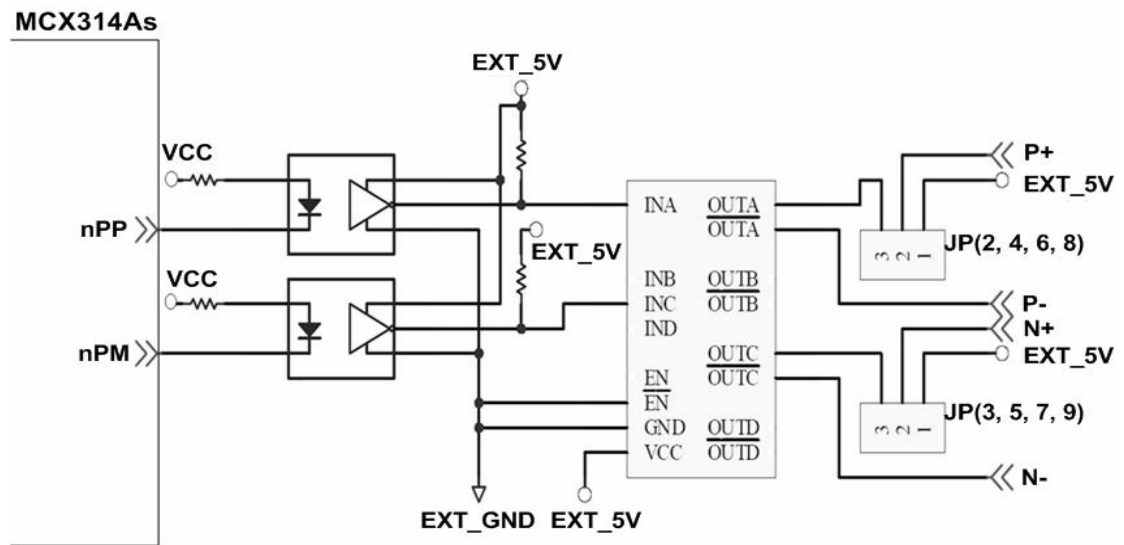 MCX314As
EXT_5V
VCC
P+
EXT_5V
INA OUTA
nPP
OUTA
JP(2, 4, 6, 8)
EXT_5V
3 2 1
VCC
INB OUTB
INC OUTB
P-
IND
N+
nPM
OUTC
EXT_5V
EN OUTC
EN
JP(3, 5, 7, 9)
GND OUTD
3 2 1
VCC OUTD
N-
EXT_GND EXT_5V